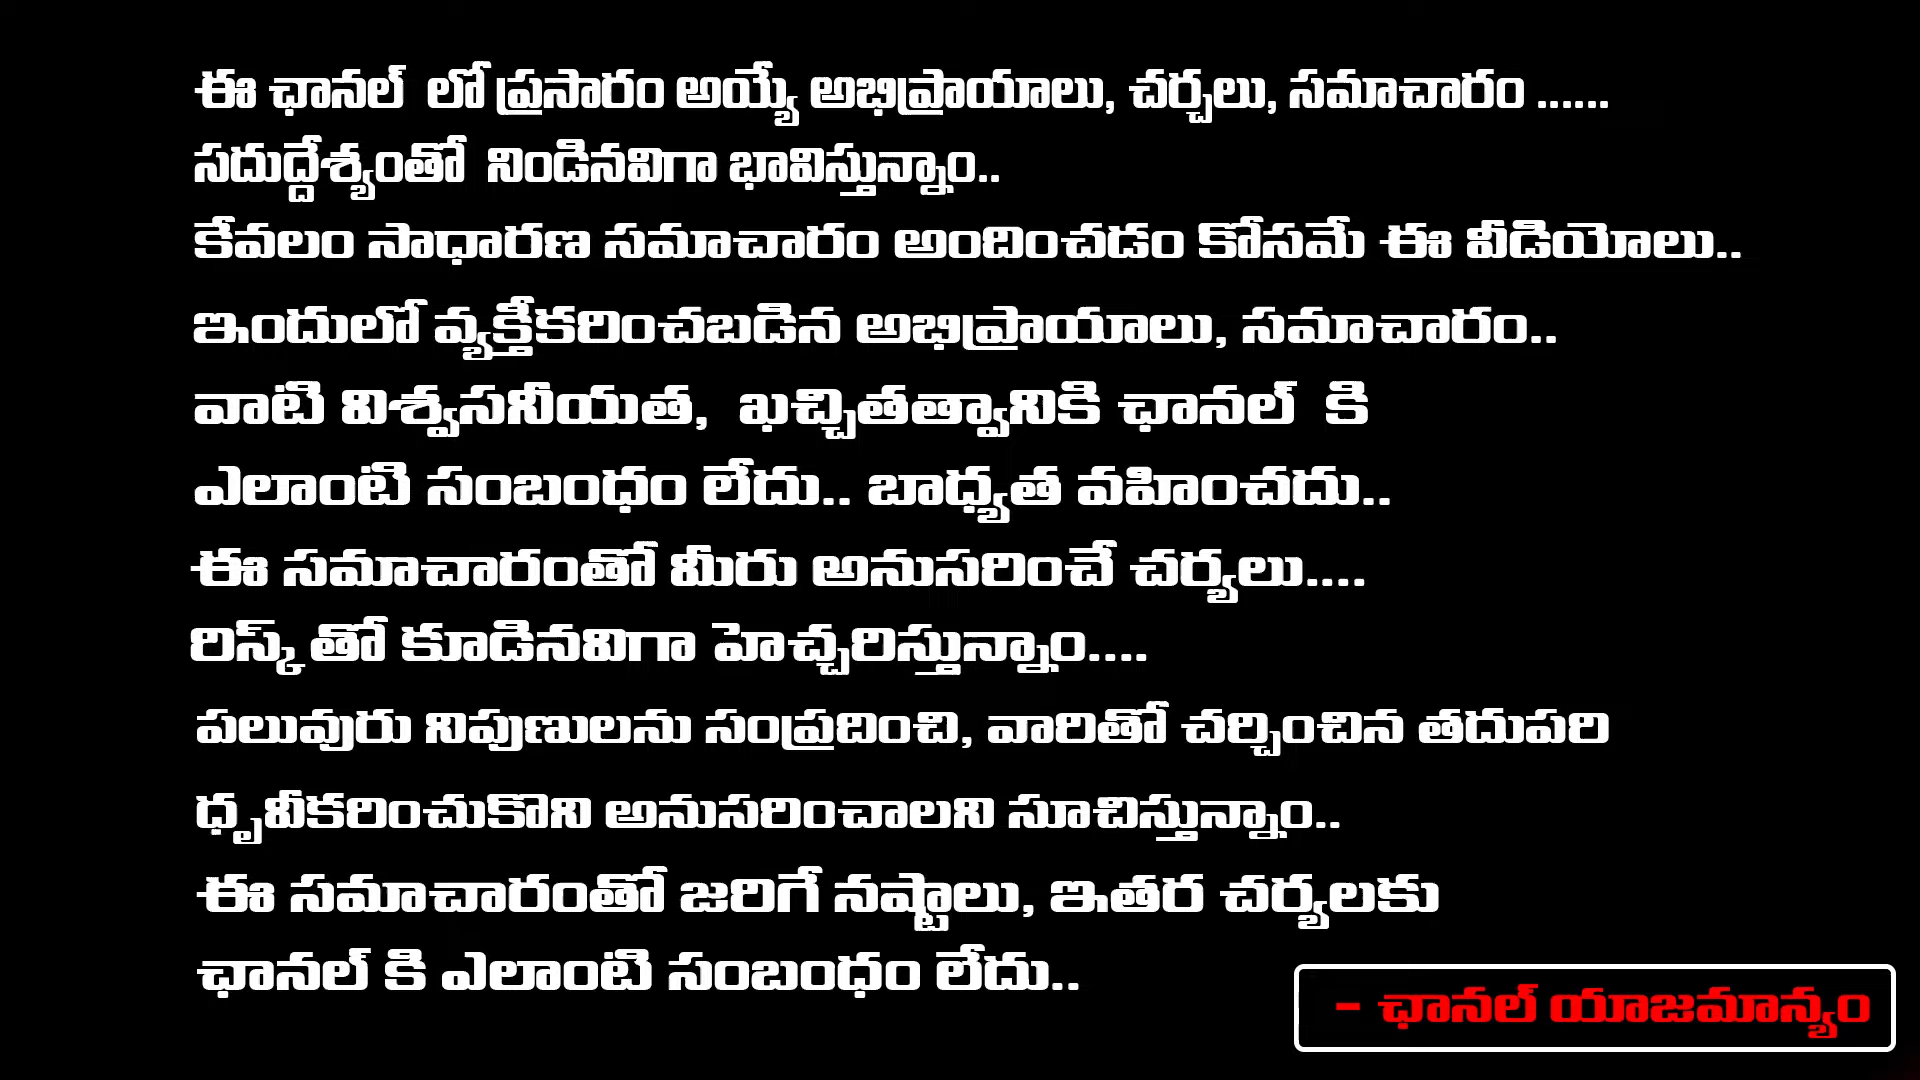 ఈ ఛానల్ లో ప్రసారం అయ్యే అభిప్రాయాలు, చర్చలు, సమాచారం ......
సదుద్దేశ్యంతో నిండినవిగా భావిస్తున్నాం..
కేవలం సాధారణ సమాచారం అందించడం కోసమే ఈ వీడియోలు..
ఇందులో వ్యక్తీకరించబడిన అభిప్రాయాలు, సమాచారం..
వాటి విశ్వసనీయత, ఖచ్చితత్వానికి ఛానల్ కి
ఎలాంటి సంబంధం లేదు.. బాధ్యత వహించదు..
ఈ సమాచారంతో మీరు అనుసరించే చర్యలు....
రిస్క్ తో కూడినవిగా హెచ్చరిస్తున్నాం....
పలువురు నిపుణులను సంప్రదించి, వారితో చర్చించిన తదుపరి
ధృవీకరించుకొని అనుసరించాలని సూచిస్తున్నాం..
ఈ సమాచారంతో జరిగే నష్టాలు, ఇతర చర్యలకు
ఛానల్ కి ఎలాంటి సంబంధం లేదు..
- ఛానల్ యాజమాన్యం